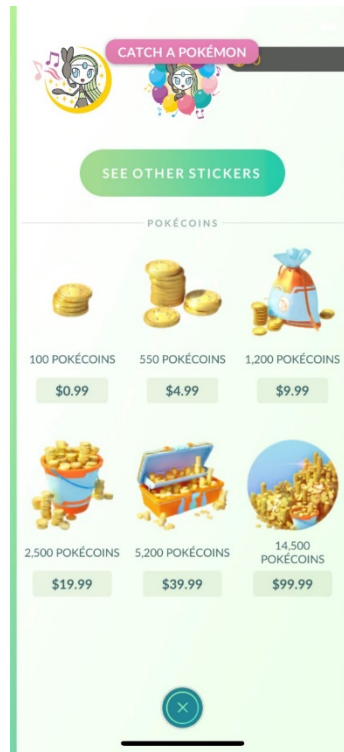 CATCH A POKÉMON
SEE OTHER STICKERS
POKÉCOINS
100 POKÉCOINS 550 POKÉCOINS 1,200 POKÉCOINS
$0.99 $4.99 $9.99
2,500 POKÉCOINS 5,200 POKÉCOINS 14,500
POKÉCOINS
$19.99 $39.99 $99.99